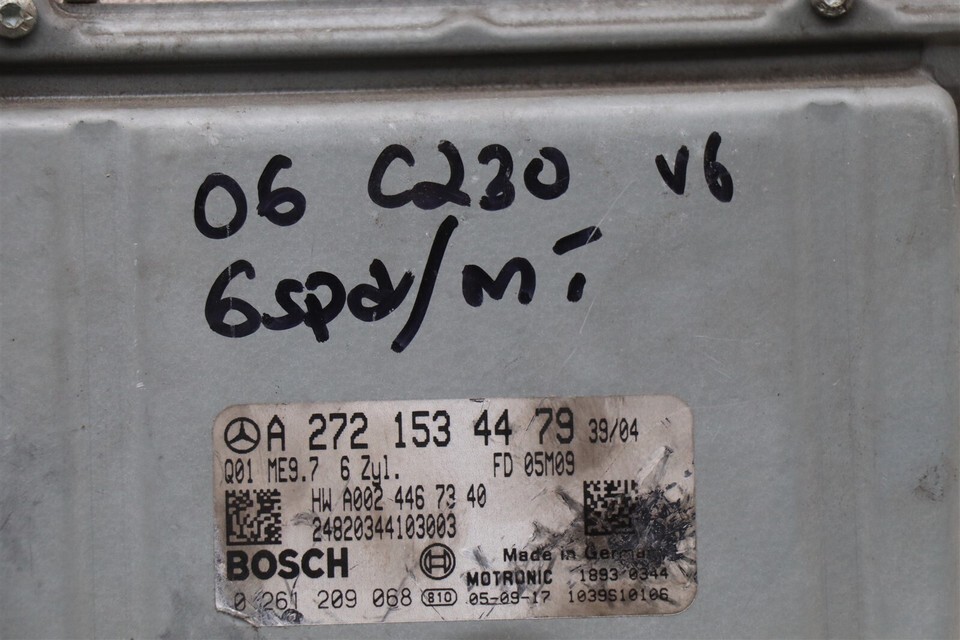 06 C230 V6
6spd/MT
A 272 153 44 79 39/04
Q01 ME9.7 6 Zyl. FD 05M09
HW A002 446 73 40
24820344103003
BOSCH Made in Germany
MOTRONIC 1893 0344
0 261 209 068 B10 05-09-17 1039S10106